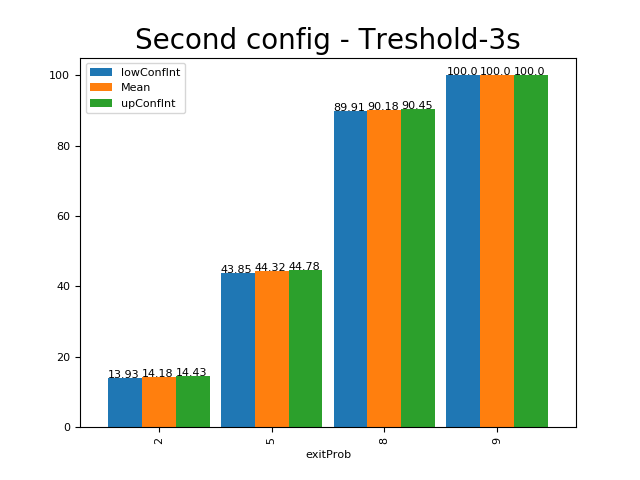 Second config - Treshold-3s
lowConfInt
Mean
upConfInt
100
80
60
40
20
0
13.93 14.18 14.43
43.85 44.32 44.78
89.91 90.18 90.45
100.0 100.0 100.0
2 5 8 9
exitProb